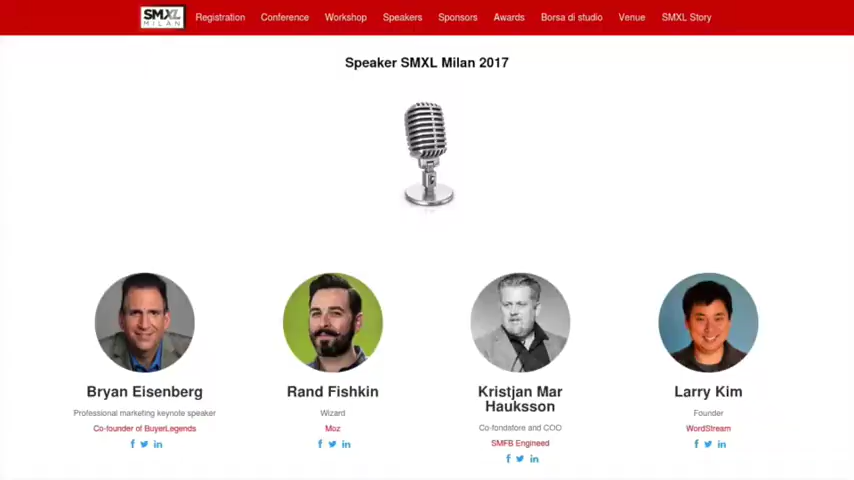 SMXL
MILAN
Registration Conference Workshop Speakers Sponsors Awards Borsa di studio Venue SMXL Story
Speaker SMXL Milan 2017
Bryan Eisenberg
Professional marketing keynote speaker
Co-founder of BuyerLegends
Rand Fishkin
Wizard
Moz
Kristjan Mar
Hauksson
Co-fondatore and COO
SMFB Engineed
Larry Kim
Founder
WordStream